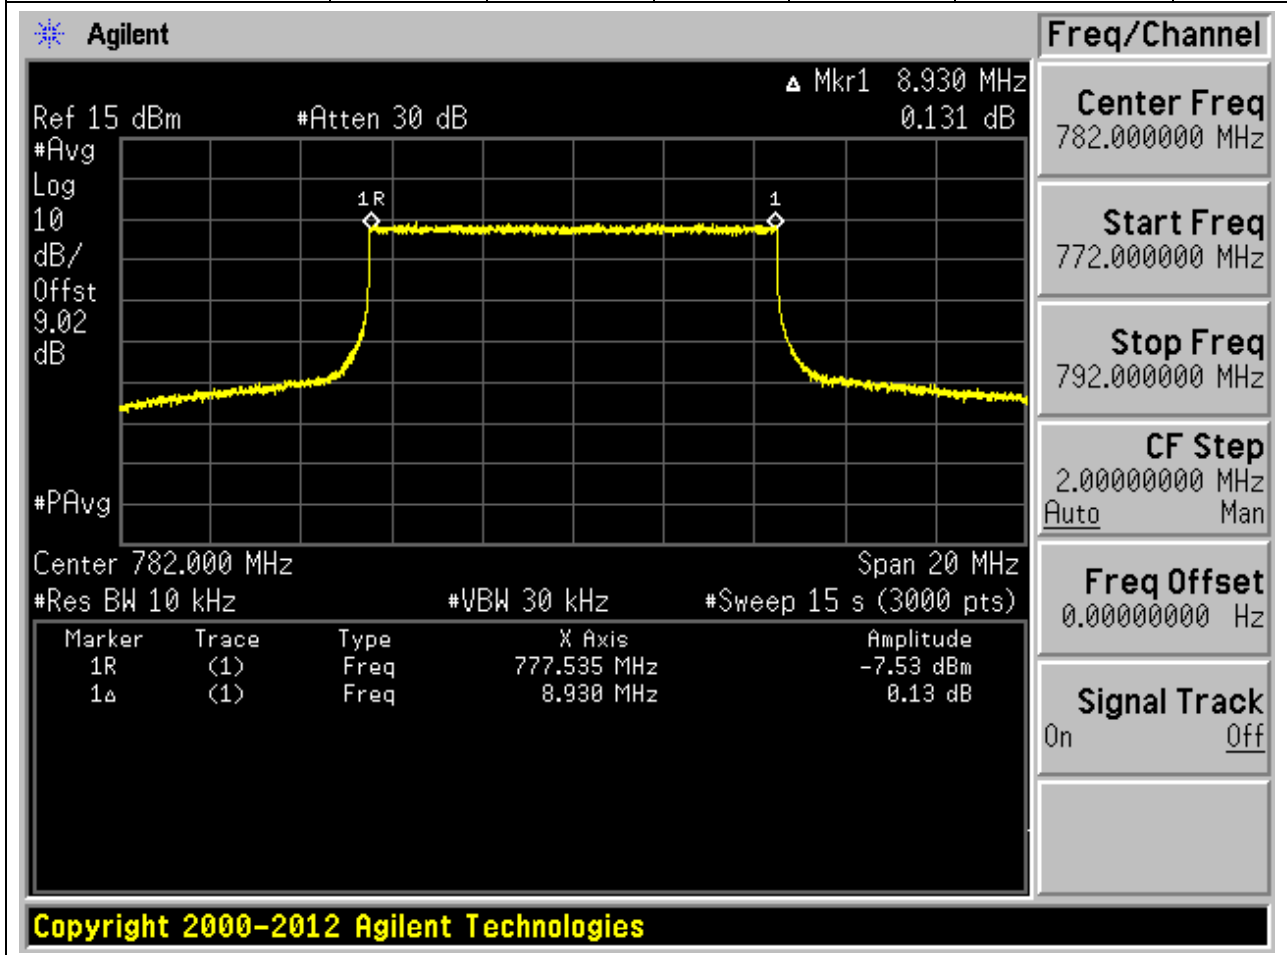 Agilent
Δ Mkr1 8.930 MHz
Ref 15 dBm #Atten 30 dB 0.131 dB
#Avg
Log
10
dB/
Offst
9.02
dB
1R 1
#PAvg
Center 782.000 MHz Span 20 MHz
#Res BW 10 kHz #VBW 30 kHz #Sweep 15 s (3000 pts)
Marker Trace Type X Axis Amplitude
1R (1) Freq 777.535 MHz -7.53 dBm
1Δ (1) Freq 8.930 MHz 0.13 dB
Freq/Channel
Center Freq
782.000000 MHz
Start Freq
772.000000 MHz
Stop Freq
792.000000 MHz
CF Step
2.00000000 MHz
Auto Man
Freq Offset
0.00000000 Hz
Signal Track
On Off
Copyright 2000-2012 Agilent Technologies